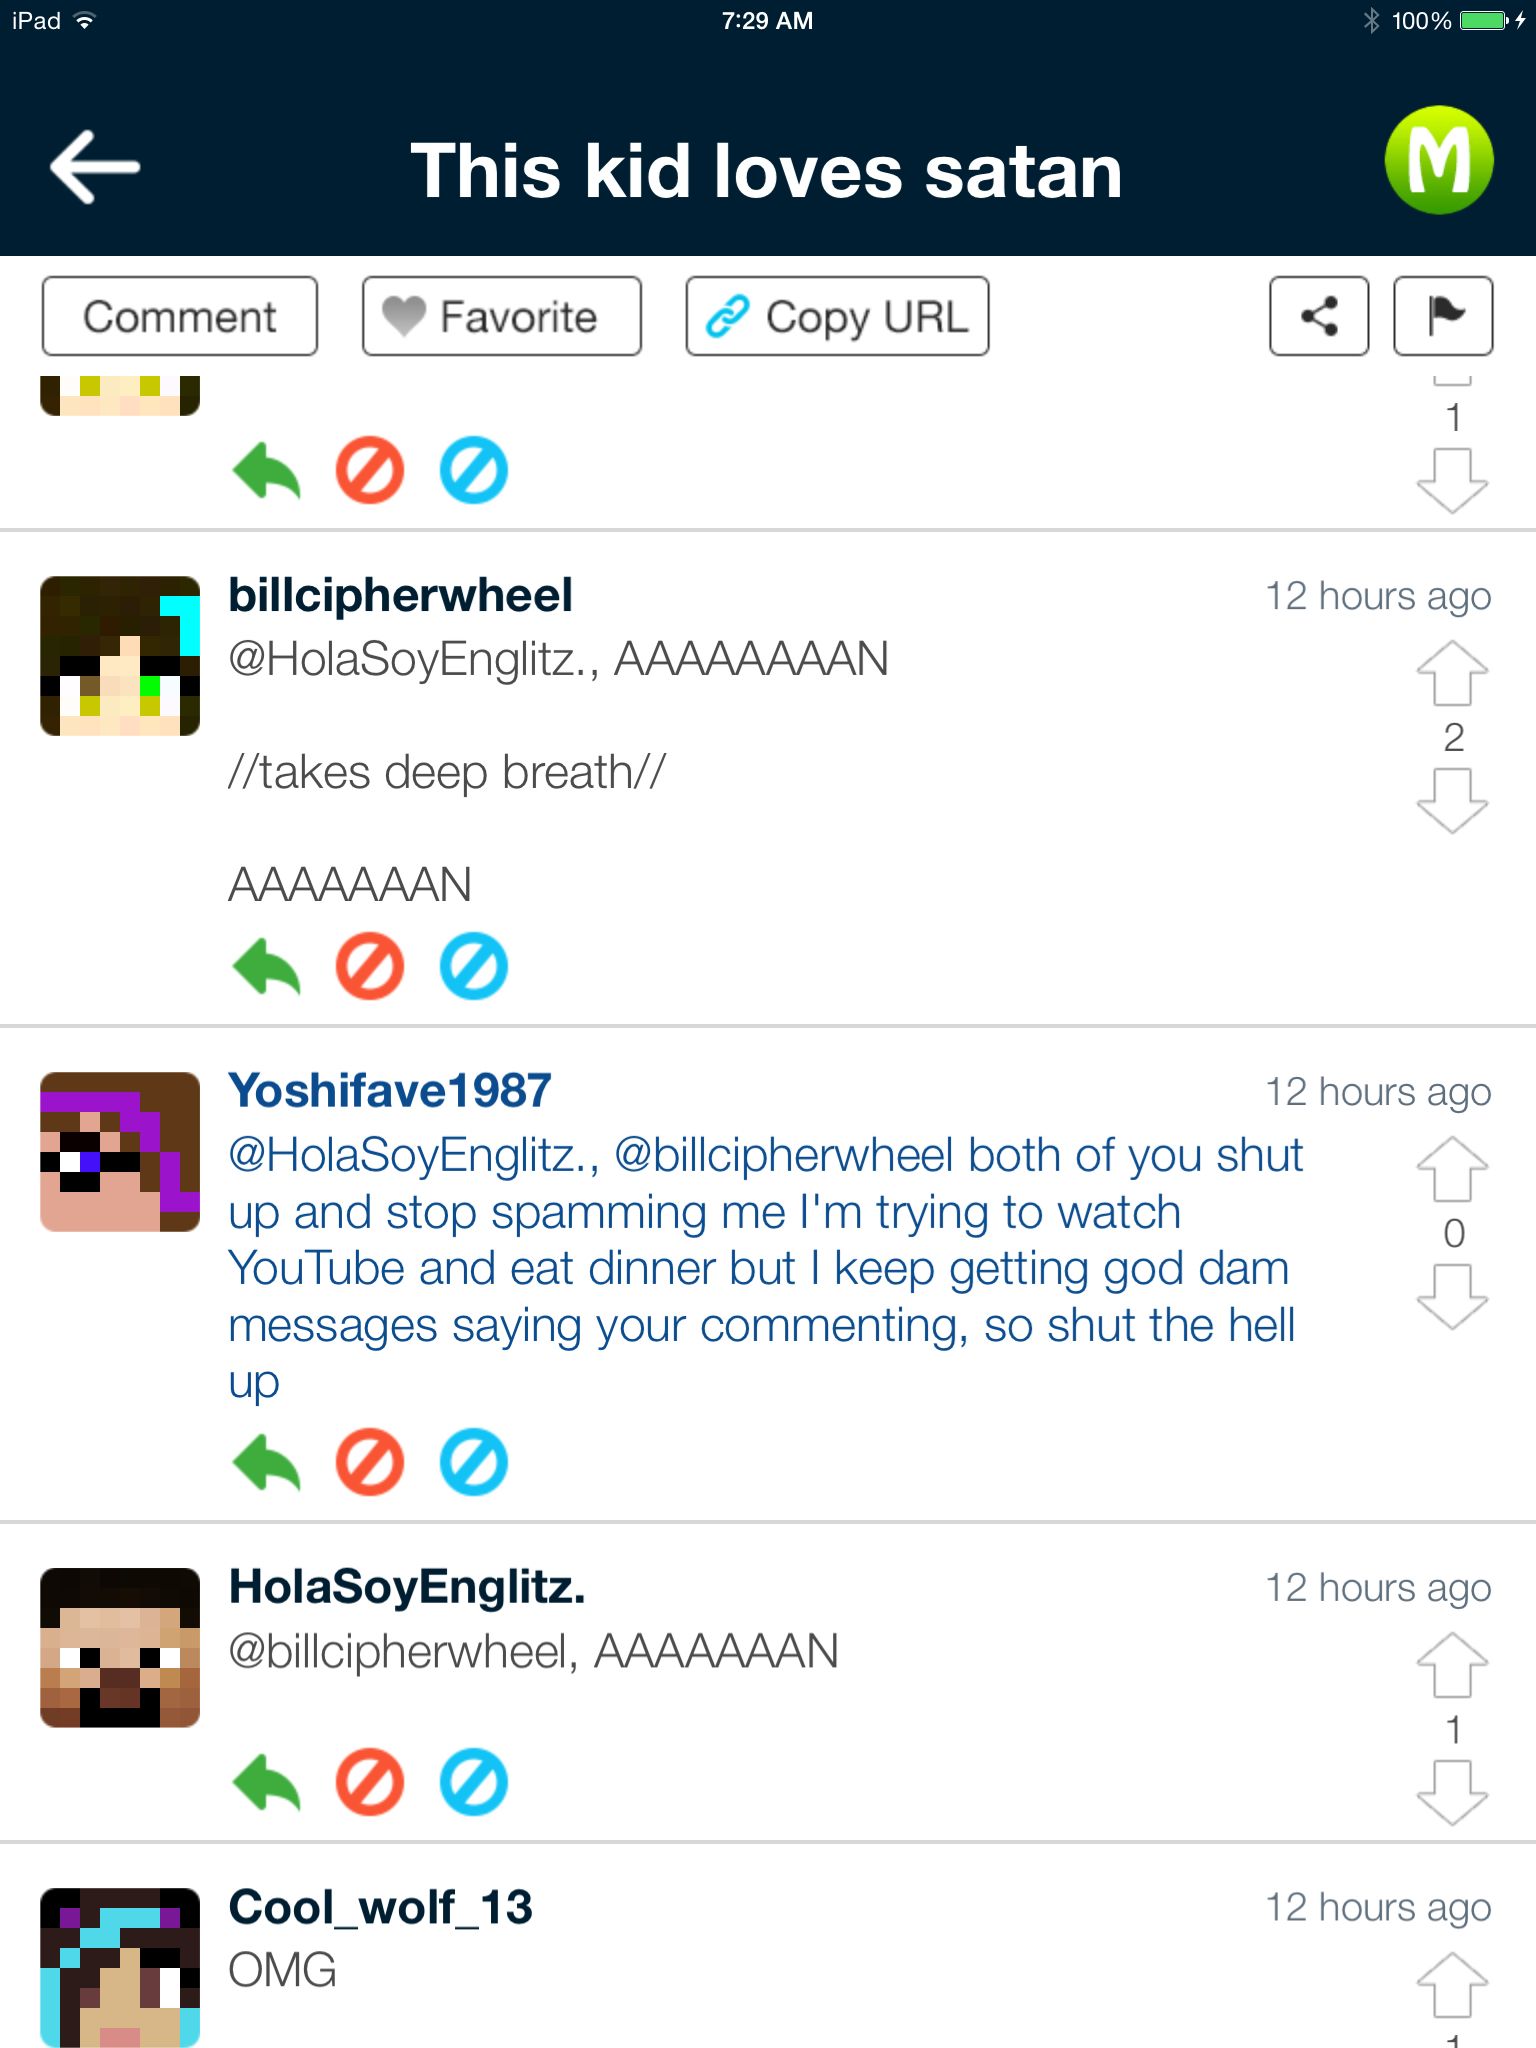 iPad 7:29 AM 100%
This kid loves satan
M
Comment Favorite Copy URL
1
billcipherwheel 12 hours ago
@HolaSoyEnglitz., AAAAAAAAN
2
//takes deep breath//
AAAAAAAN
Yoshifave1987 12 hours ago
@HolaSoyEnglitz., @billcipherwheel both of you shut
up and stop spamming me I'm trying to watch
0
YouTube and eat dinner but I keep getting god dam
messages saying your commenting, so shut the hell
up
HolaSoyEnglitz. 12 hours ago
@billcipherwheel, AAAAAAAN
1
Cool_wolf_13 12 hours ago
OMG
1